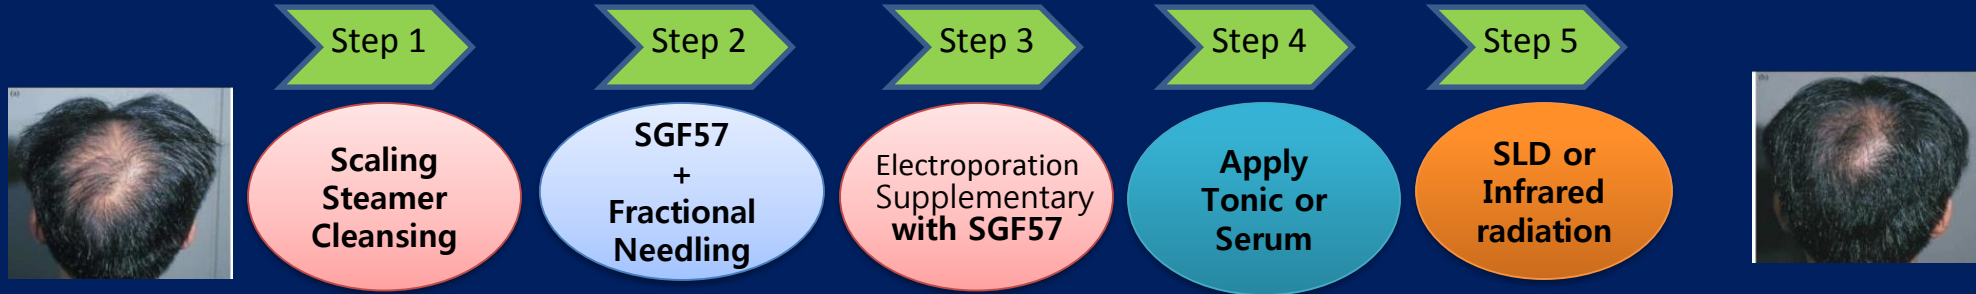 Step 1
Step 2
Step 3
Step 4
Step 5
(a)
Scaling
Steamer
Cleansing
SGF57
+
Fractional
Needling
Electroporation
Supplementary
with SGF57
Apply
Tonic or
Serum
SLD or
Infrared
radiation
(b)